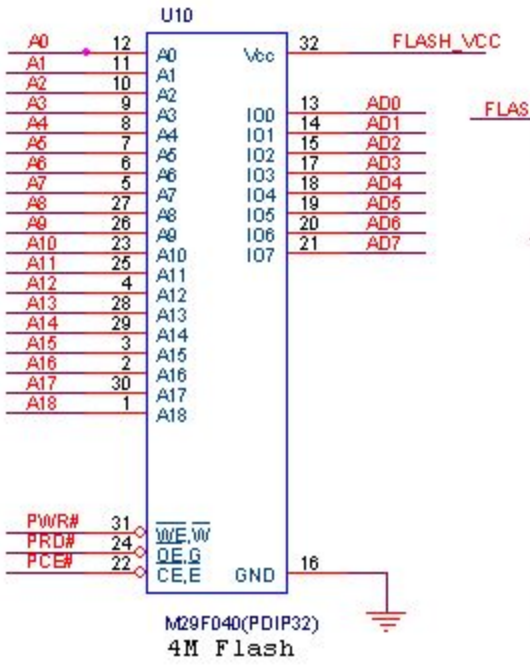 U10
A0 12 A0 Vcc 32 FLASH_VCC
A1 11 A1
A2 10 A2
A3 9 A3 IO0 13 AD0 FLAS
A4 8 A4 IO1 14 AD1
A5 7 A5 IO2 15 AD2
A6 6 A6 IO3 17 AD3
A7 5 A7 IO4 18 AD4
A8 27 A8 IO5 19 AD5
A9 26 A9 IO6 20 AD6
A10 23 A10 IO7 21 AD7
A11 25 A11
A12 4 A12
A13 28 A13
A14 29 A14
A15 3 A15
A16 2 A16
A17 30 A17
A18 1 A18
PWR# 31 WE,W
PRD# 24 OE,G
PCE# 22 CE,E GND 16
M29F040(PDIP32)
4M Flash